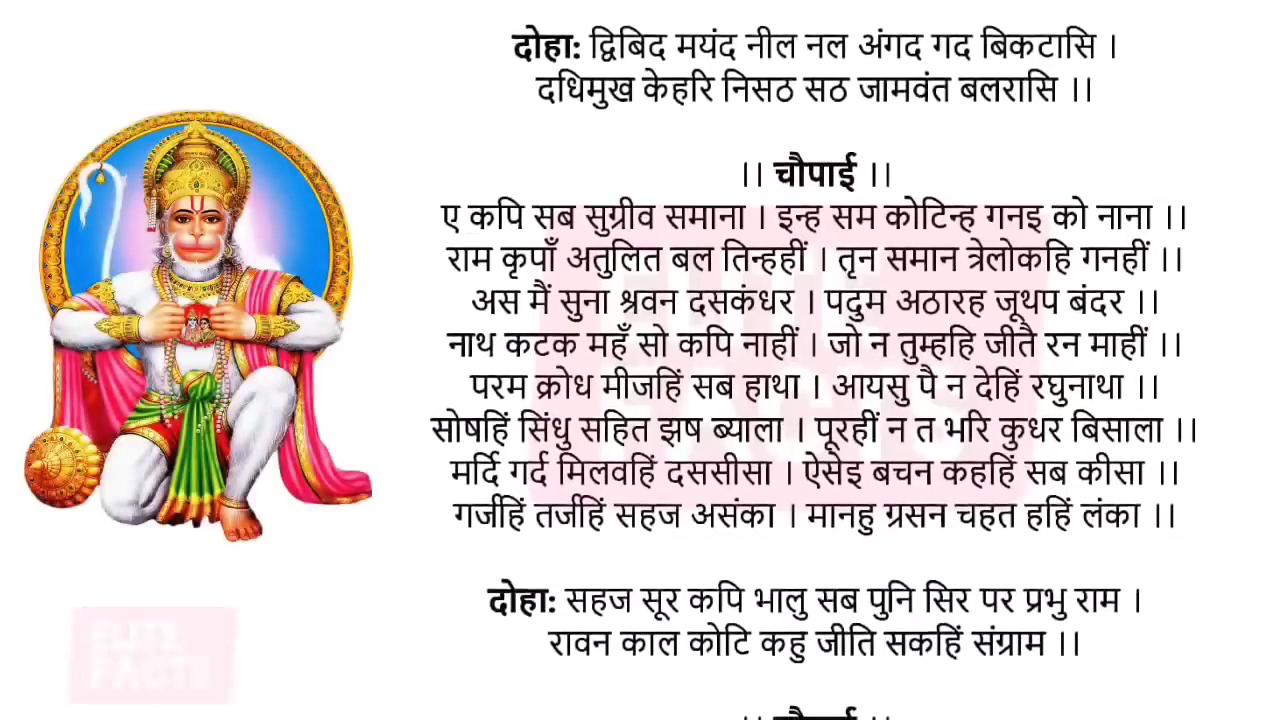 दोहा: द्विबिद मयंद नील नल अंगद गद बिकटासि ।
दधिमुख केहरि निसठ सठ जामवंत बलरासि ।।
।। चौपाई ।।
ए कपि सब सुग्रीव समाना । इन्ह सम कोटिन्ह गनइ को नाना ।।
राम कृपाँ अतुलित बल तिन्हहीं । तृन समान त्रेलोकहि गनहीं ।।
अस मैं सुना श्रवन दसकंधर । पदुम अठारह जूथप बंदर ।।
नाथ कटक महँ सो कपि नाहीं । जो न तुम्हहि जीतै रन माहीं ।।
परम क्रोध मीजहिं सब हाथा । आयसु पै न देहिं रघुनाथा ।।
सोषहिं सिंधु सहित झष ब्याला । पूरहीं न त भरि कुधर बिसाला ।।
मर्दि गर्द मिलवहिं दससीसा । ऐसेइ बचन कहहिं सब कीसा ।।
गर्जहिं तर्जहिं सहज असंका । मानहु ग्रसन चहत हहिं लंका ।।
दोहा: सहज सूर कपि भालु सब पुनि सिर पर प्रभु राम ।
रावन काल कोटि कहु जीति सकहिं संग्राम ।।
ELITE
FACTS